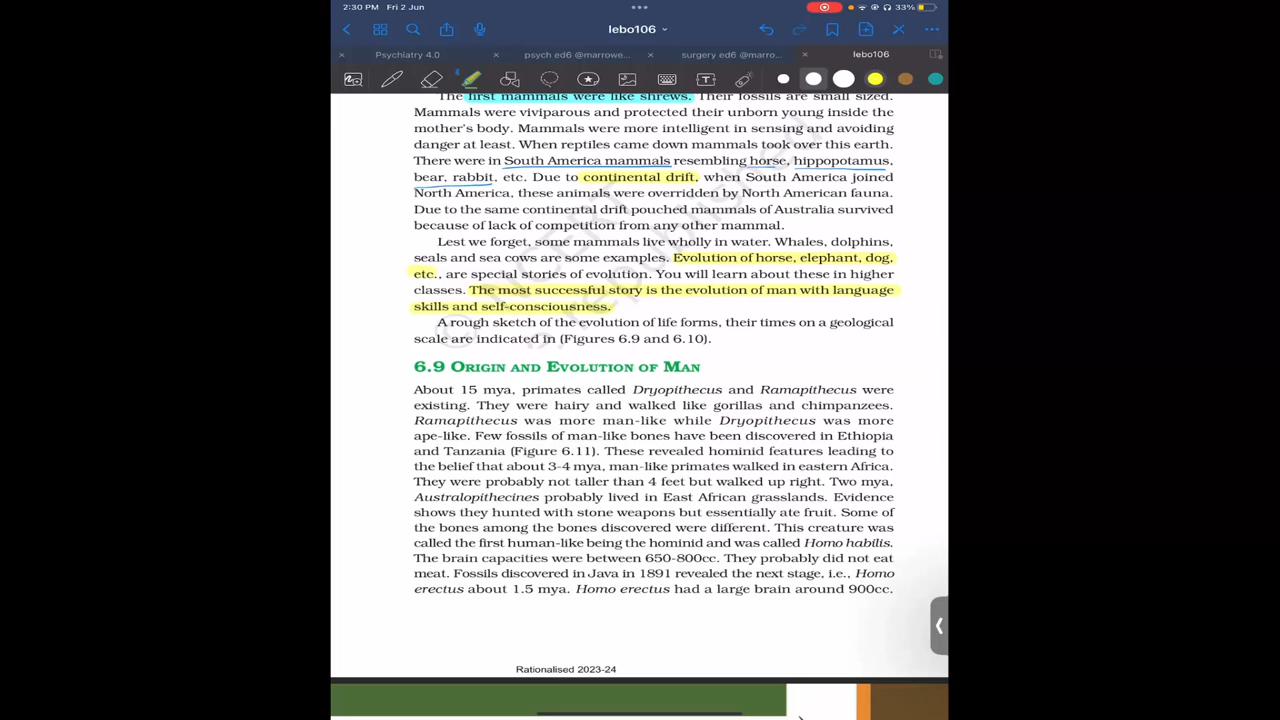 2:30 PM Fri 2 Jun
33%
lebo106
Psychiatry 4.0
psych ed6 @marrowe...
surgery ed6 @marro...
lebo106
The first mammals were like shrews. Their fossils are small sized.
Mammals were viviparous and protected their unborn young inside the
mother's body. Mammals were more intelligent in sensing and avoiding
danger at least. When reptiles came down mammals took over this earth.
There were in South America mammals resembling horse, hippopotamus,
bear, rabbit, etc. Due to continental drift, when South America joined
North America, these animals were overridden by North American fauna.
Due to the same continental drift pouched mammals of Australia survived
because of lack of competition from any other mammal.
Lest we forget, some mammals live wholly in water. Whales, dolphins,
seals and sea cows are some examples. Evolution of horse, elephant, dog,
etc., are special stories of evolution. You will learn about these in higher
classes. The most successful story is the evolution of man with language
skills and self-consciousness.
A rough sketch of the evolution of life forms, their times on a geological
scale are indicated in (Figures 6.9 and 6.10).
6.9 ORIGIN AND EVOLUTION OF MAN
About 15 mya, primates called Dryopithecus and Ramapithecus were
existing. They were hairy and walked like gorillas and chimpanzees.
Ramapithecus was more man-like while Dryopithecus was more
ape-like. Few fossils of man-like bones have been discovered in Ethiopia
and Tanzania (Figure 6.11). These revealed hominid features leading to
the belief that about 3-4 mya, man-like primates walked in eastern Africa.
They were probably not taller than 4 feet but walked up right. Two mya,
Australopithecines probably lived in East African grasslands. Evidence
shows they hunted with stone weapons but essentially ate fruit. Some of
the bones among the bones discovered were different. This creature was
called the first human-like being the hominid and was called Homo habilis.
The brain capacities were between 650-800cc. They probably did not eat
meat. Fossils discovered in Java in 1891 revealed the next stage, i.e., Homo
erectus about 1.5 mya. Homo erectus had a large brain around 900cc.
Rationalised 2023-24